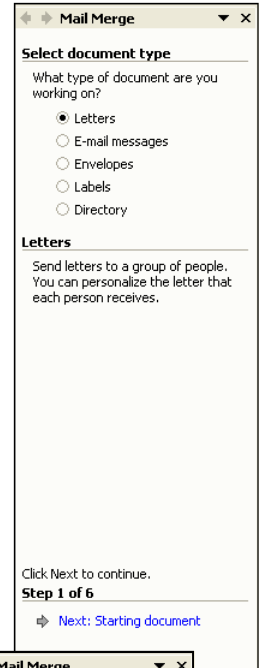 Mail Merge
Select document type
What type of document are you
working on?
Letters
E-mail messages
Envelopes
Labels
Directory
Letters
Send letters to a group of people.
You can personalize the letter that
each person receives.
Click Next to continue.
Step 1 of 6
Next: Starting document
Mail Merge